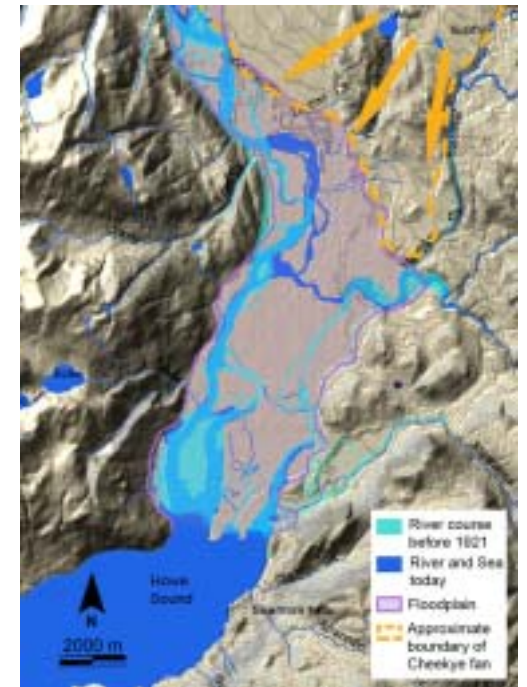 Howe
Sound
N
2000 m
River course
before 1921
River and Sea
today
Floodplain
Approximate
boundary of
Cheekye fan